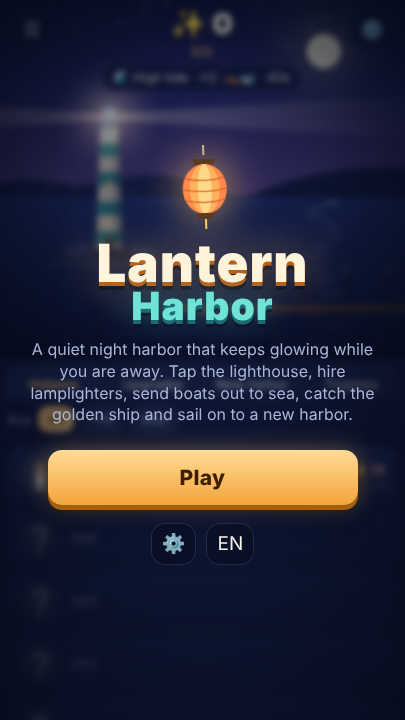 0
Lantern
Harbor
A quiet night harbor that keeps glowing while
you are away. Tap the lighthouse, hire
lamplighters, send boats out to sea, catch the
golden ship and sail on to a new harbor.
Play
EN